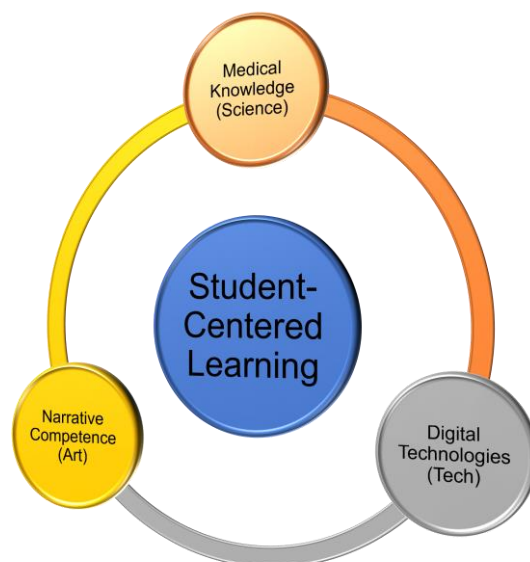 Medical
Knowledge
(Science)
Student-
Centered
Learning
Narrative
Competence
(Art)
Digital
Technologies
(Tech)